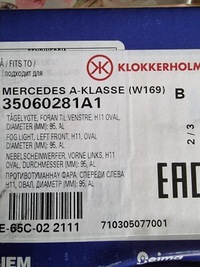 / FITS TO /
подходит для
KLOKKERHOLM
MERCEDES A-KLASSE (W169) B
35060281A1
TÅGELYGTE, FORAN TIL VENSTRE, H11 OVAL,
DIAMETER [MM]: 95, AL
FOG LIGHT, LEFT FRONT, H11, OVAL,
DIAMETER [MM]: 95, AL
NEBELSCHEINWERFER, VORNE LINKS, H11
OVAL, DURCHMESSER [MM]: 95, AL
ПРОТИВОТУМАННАУ ФАРА, СПЕРЕДИ СЛЕВА
H11, ОВАЛ, ДИАМЕТР [MM]: 95, AL
2/3
EAC
E-65C-02 2111 710305077001